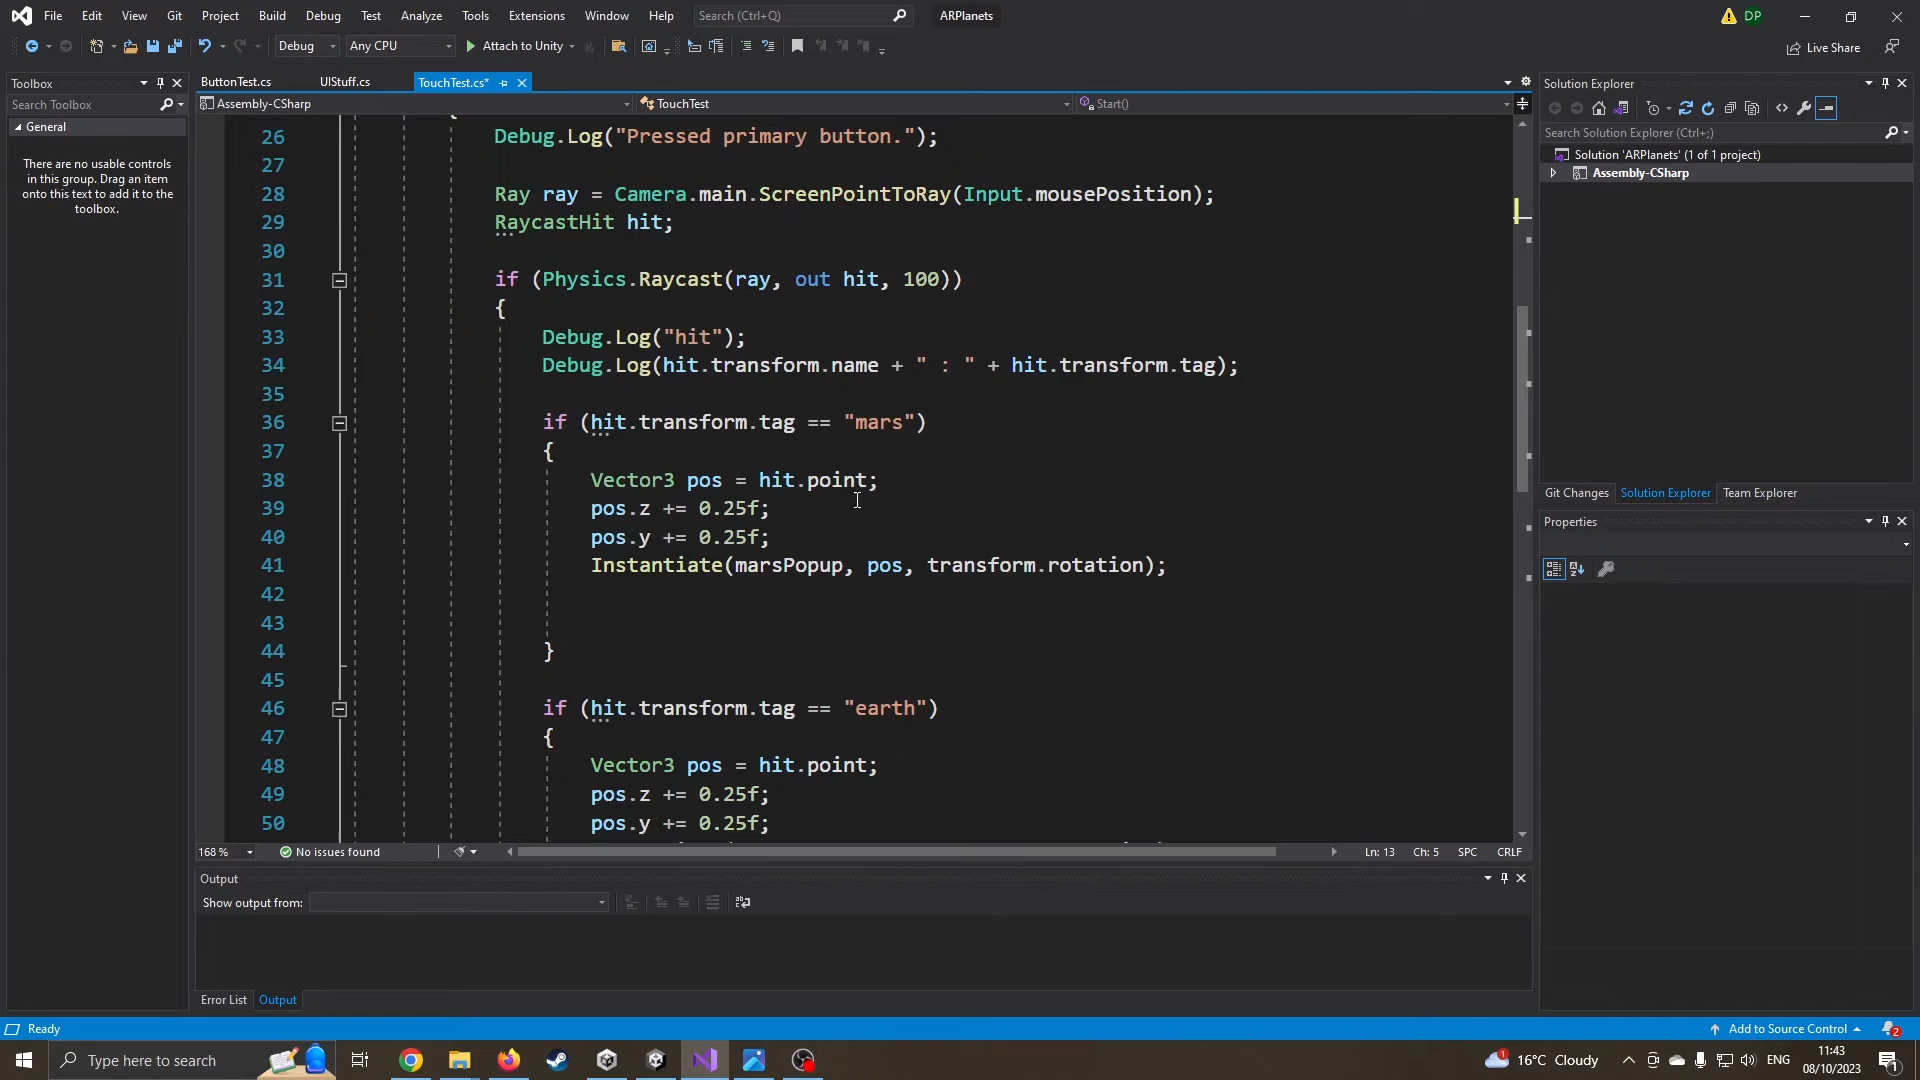 File Edit View Git Project Build Debug Test Analyze Tools Extensions Window Help Search (Ctrl+Q) ARPlanets DP
Debug Any CPU Attach to Unity Live Share
Toolbox
Search Toolbox
General
There are no usable controls
in this group. Drag an item
onto this text to add it to the
toolbox.
ButtonTest.cs UIStuff.cs TouchTest.cs*
Assembly-CSharp TouchTest Start()
26 Debug.Log("Pressed primary button.");
27
28 Ray ray = Camera.main.ScreenPointToRay(Input.mousePosition);
29 RaycastHit hit;
30
31 if (Physics.Raycast(ray, out hit, 100))
32 {
33 Debug.Log("hit");
34 Debug.Log(hit.transform.name + " : " + hit.transform.tag);
35
36 if (hit.transform.tag == "mars")
37 {
38 Vector3 pos = hit.point;
39 pos.z += 0.25f;
40 pos.y += 0.25f;
41 Instantiate(marsPopup, pos, transform.rotation);
42
43
44 }
45
46 if (hit.transform.tag == "earth")
47 {
48 Vector3 pos = hit.point;
49 pos.z += 0.25f;
50 pos.y += 0.25f;
168 % No issues found Ln: 13 Ch: 5 SPC CRLF
Output
Show output from:
Error List Output
Solution Explorer
Search Solution Explorer (Ctrl+;)
Solution 'ARPlanets' (1 of 1 project)
Assembly-CSharp
Git Changes Solution Explorer Team Explorer
Properties
Ready Add to Source Control 2
Type here to search 1 16°C Cloudy ENG 11:43
08/10/2023 1